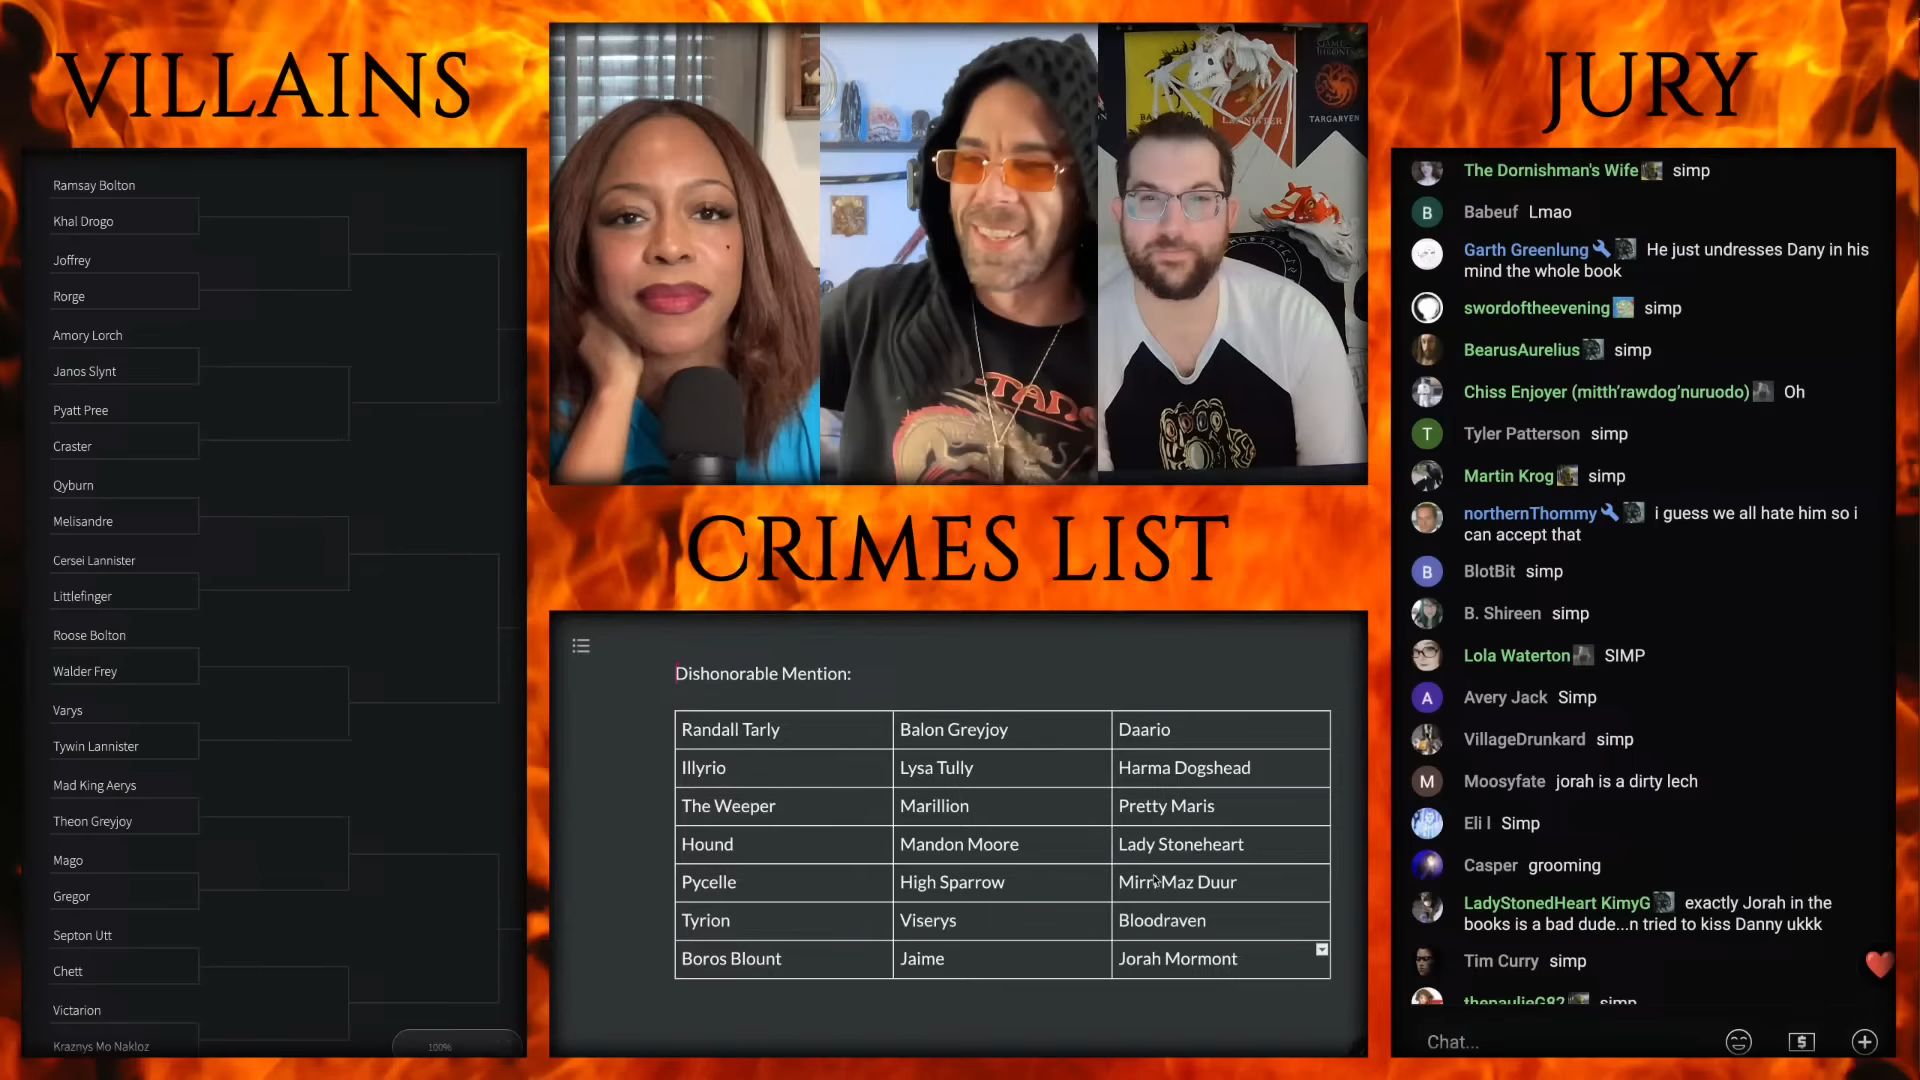 VILLAINS
Ramsay Bolton
Khal Drogo
Joffrey
Rorge
Amory Lorch
Janos Slynt
Pyatt Pree
Craster
Qyburn
Melisandre
Cersei Lannister
Littlefinger
Roose Bolton
Walder Frey
Varys
Tywin Lannister
Mad King Aerys
Theon Greyjoy
Mago
Gregor
Septon Utt
Chett
Victarion
Kraznys Mo Nakloz
100%
TARGARYEN
CRIMES LIST
Dishonorable Mention:
Randall Tarly Balon Greyjoy Daario
Illyrio Lysa Tully Harma Dogshead
The Weeper Marillion Pretty Maris
Hound Mandon Moore Lady Stoneheart
Pycelle High Sparrow Mirri Maz Duur
Tyrion Viserys Bloodraven
Boros Blount Jaime Jorah Mormont
JURY
The Dornishman's Wife simp
B Babeuf Lmao
Garth Greenlung He just undresses Dany in his
mind the whole book
swordoftheevening simp
BearusAurelius simp
Chiss Enjoyer (mitth'rawdog'nuruodo) Oh
T Tyler Patterson simp
Martin Krog simp
northernThommy i guess we all hate him so i
can accept that
B BlotBit simp
B. Shireen simp
Lola Waterton SIMP
A Avery Jack Simp
VillageDrunkard simp
M Moosyfate jorah is a dirty lech
Eli l Simp
Casper grooming
LadyStonedHeart KimyG exactly Jorah in the
books is a bad dude...n tried to kiss Danny ukkk
Tim Curry simp
thepaulieG82 simp
Chat...